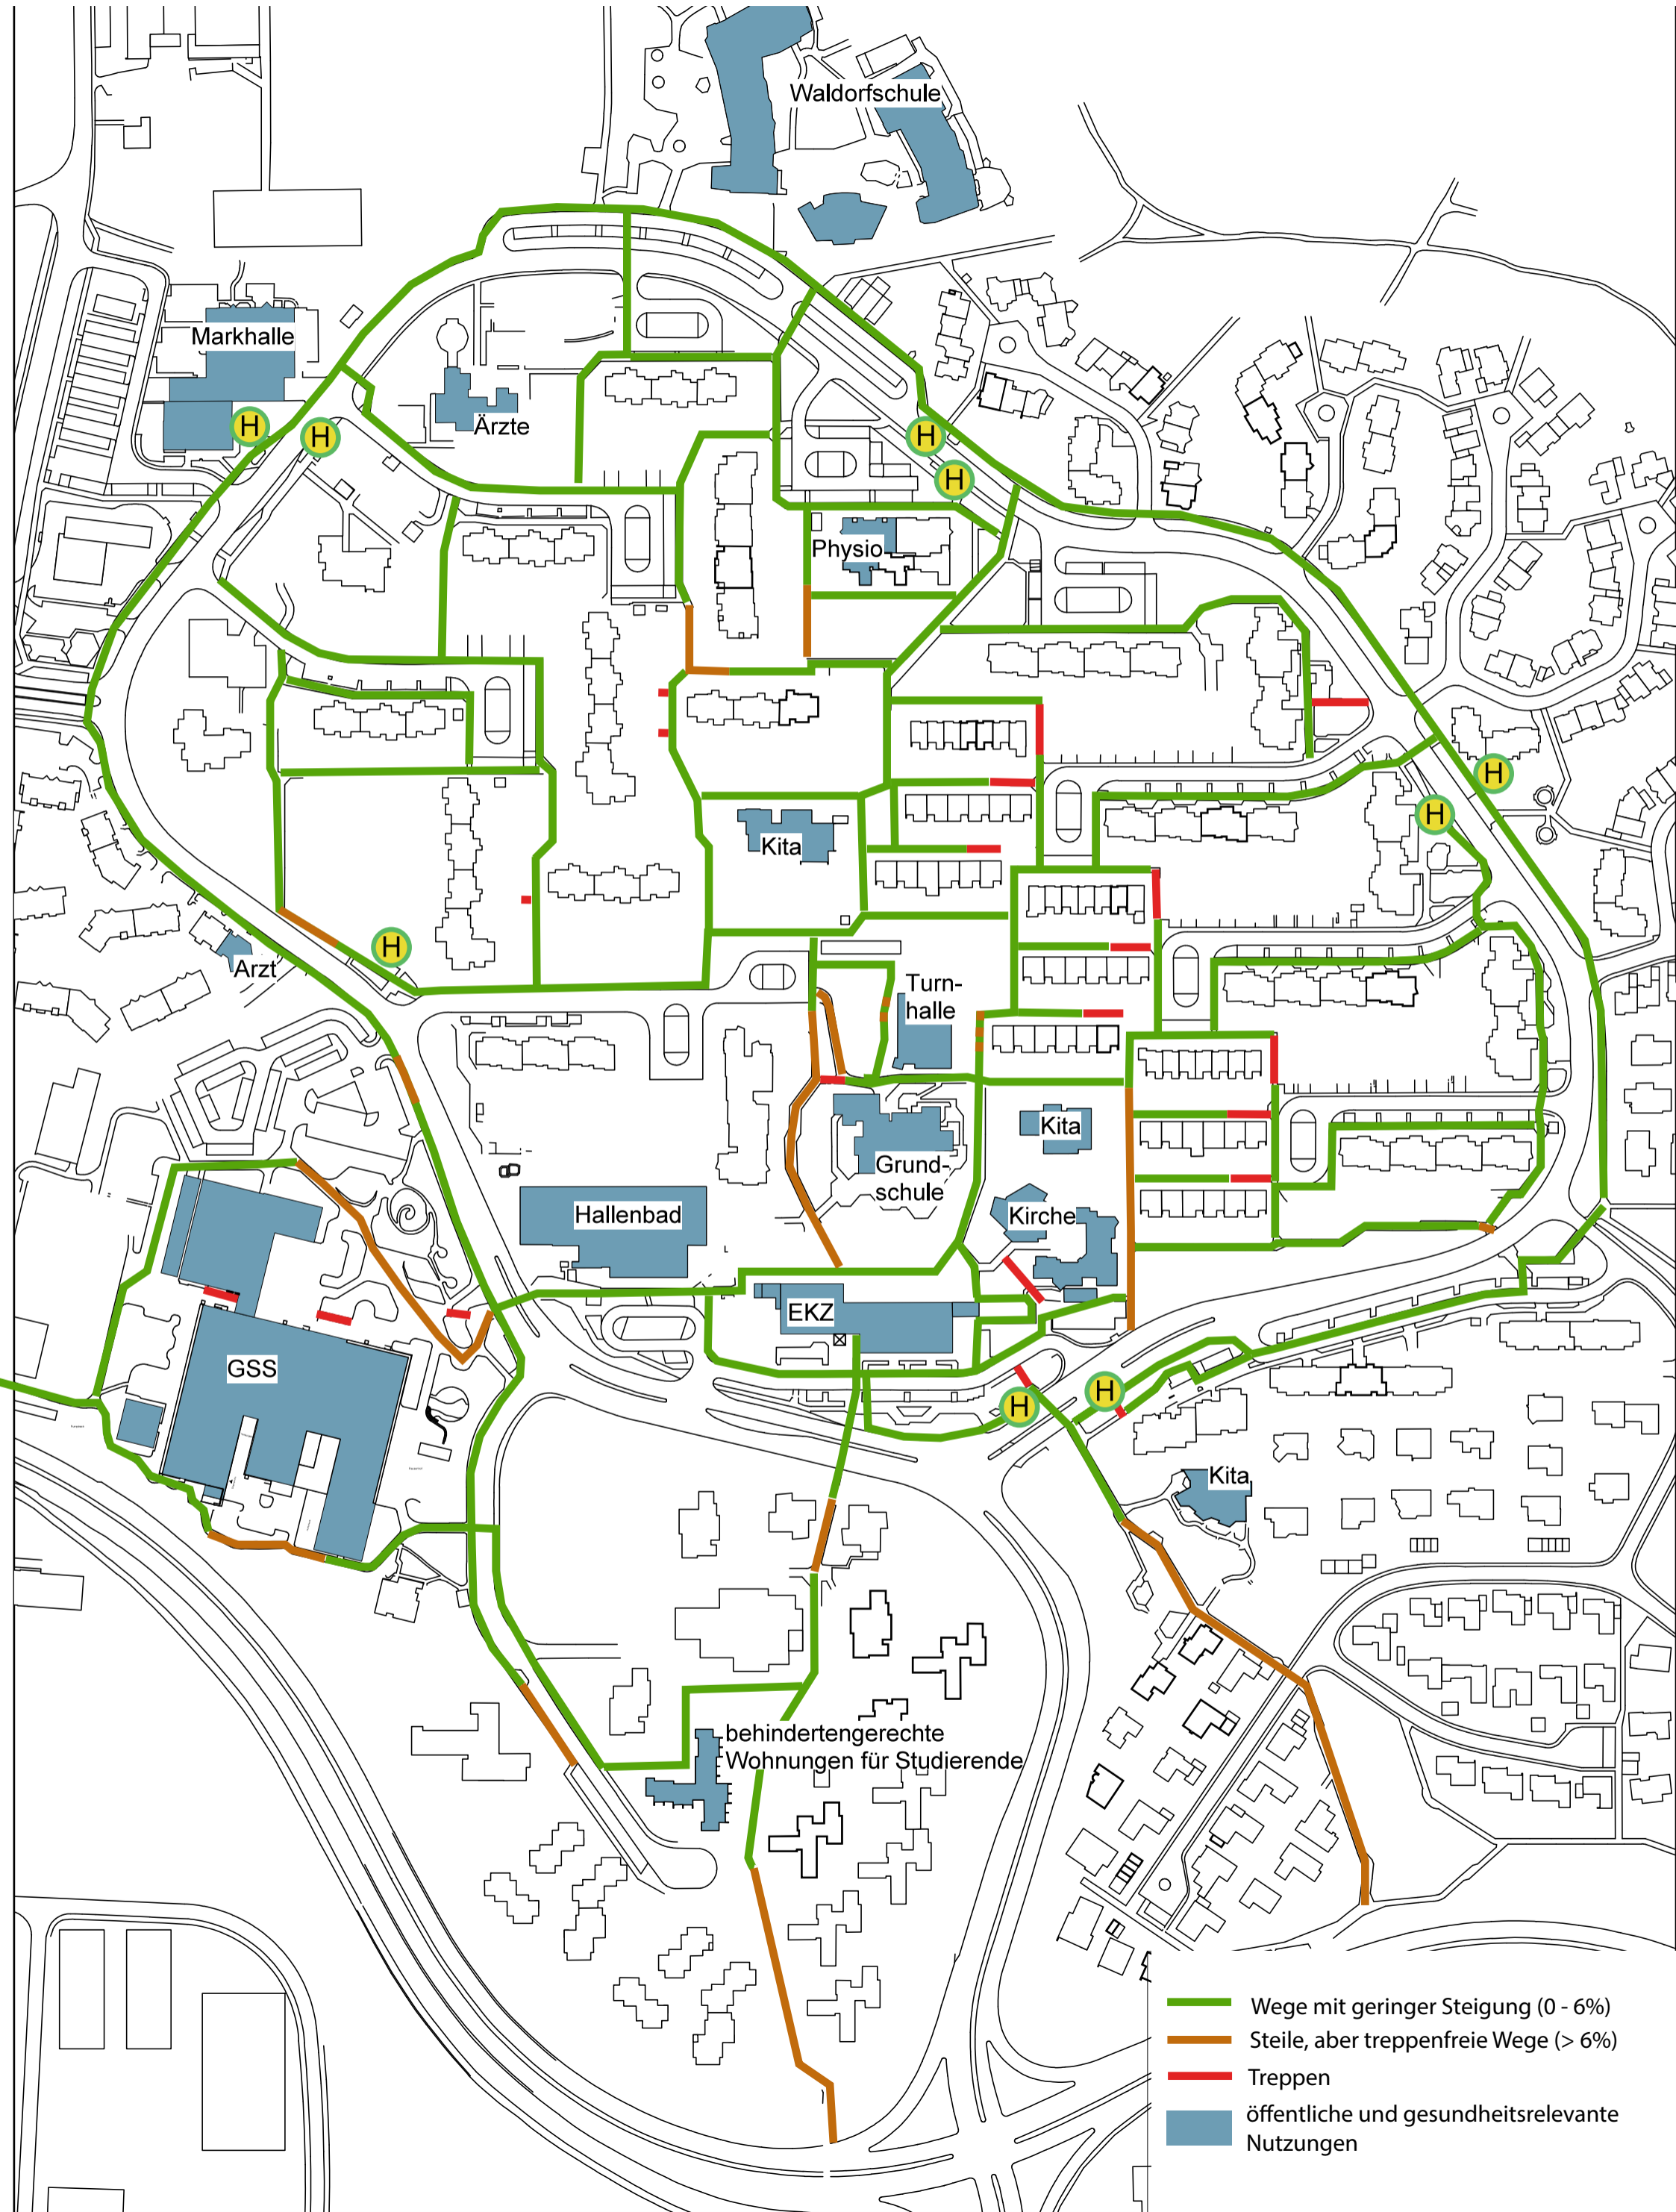 Waldorfschule
Markhalle
Ärzte
H
H
H
H
Physio
H
H
Kita
H
Arzt
Turn-
halle
Kita
Grund-
schule
Hallenbad
Kirche
EKZ
GSS
H
H
Kita
behindertengerechte
Wohnungen für Studierende
Wege mit geringer Steigung (0 - 6%)
Steile, aber treppenfreie Wege (> 6%)
Treppen
öffentliche und gesundheitsrelevante
Nutzungen